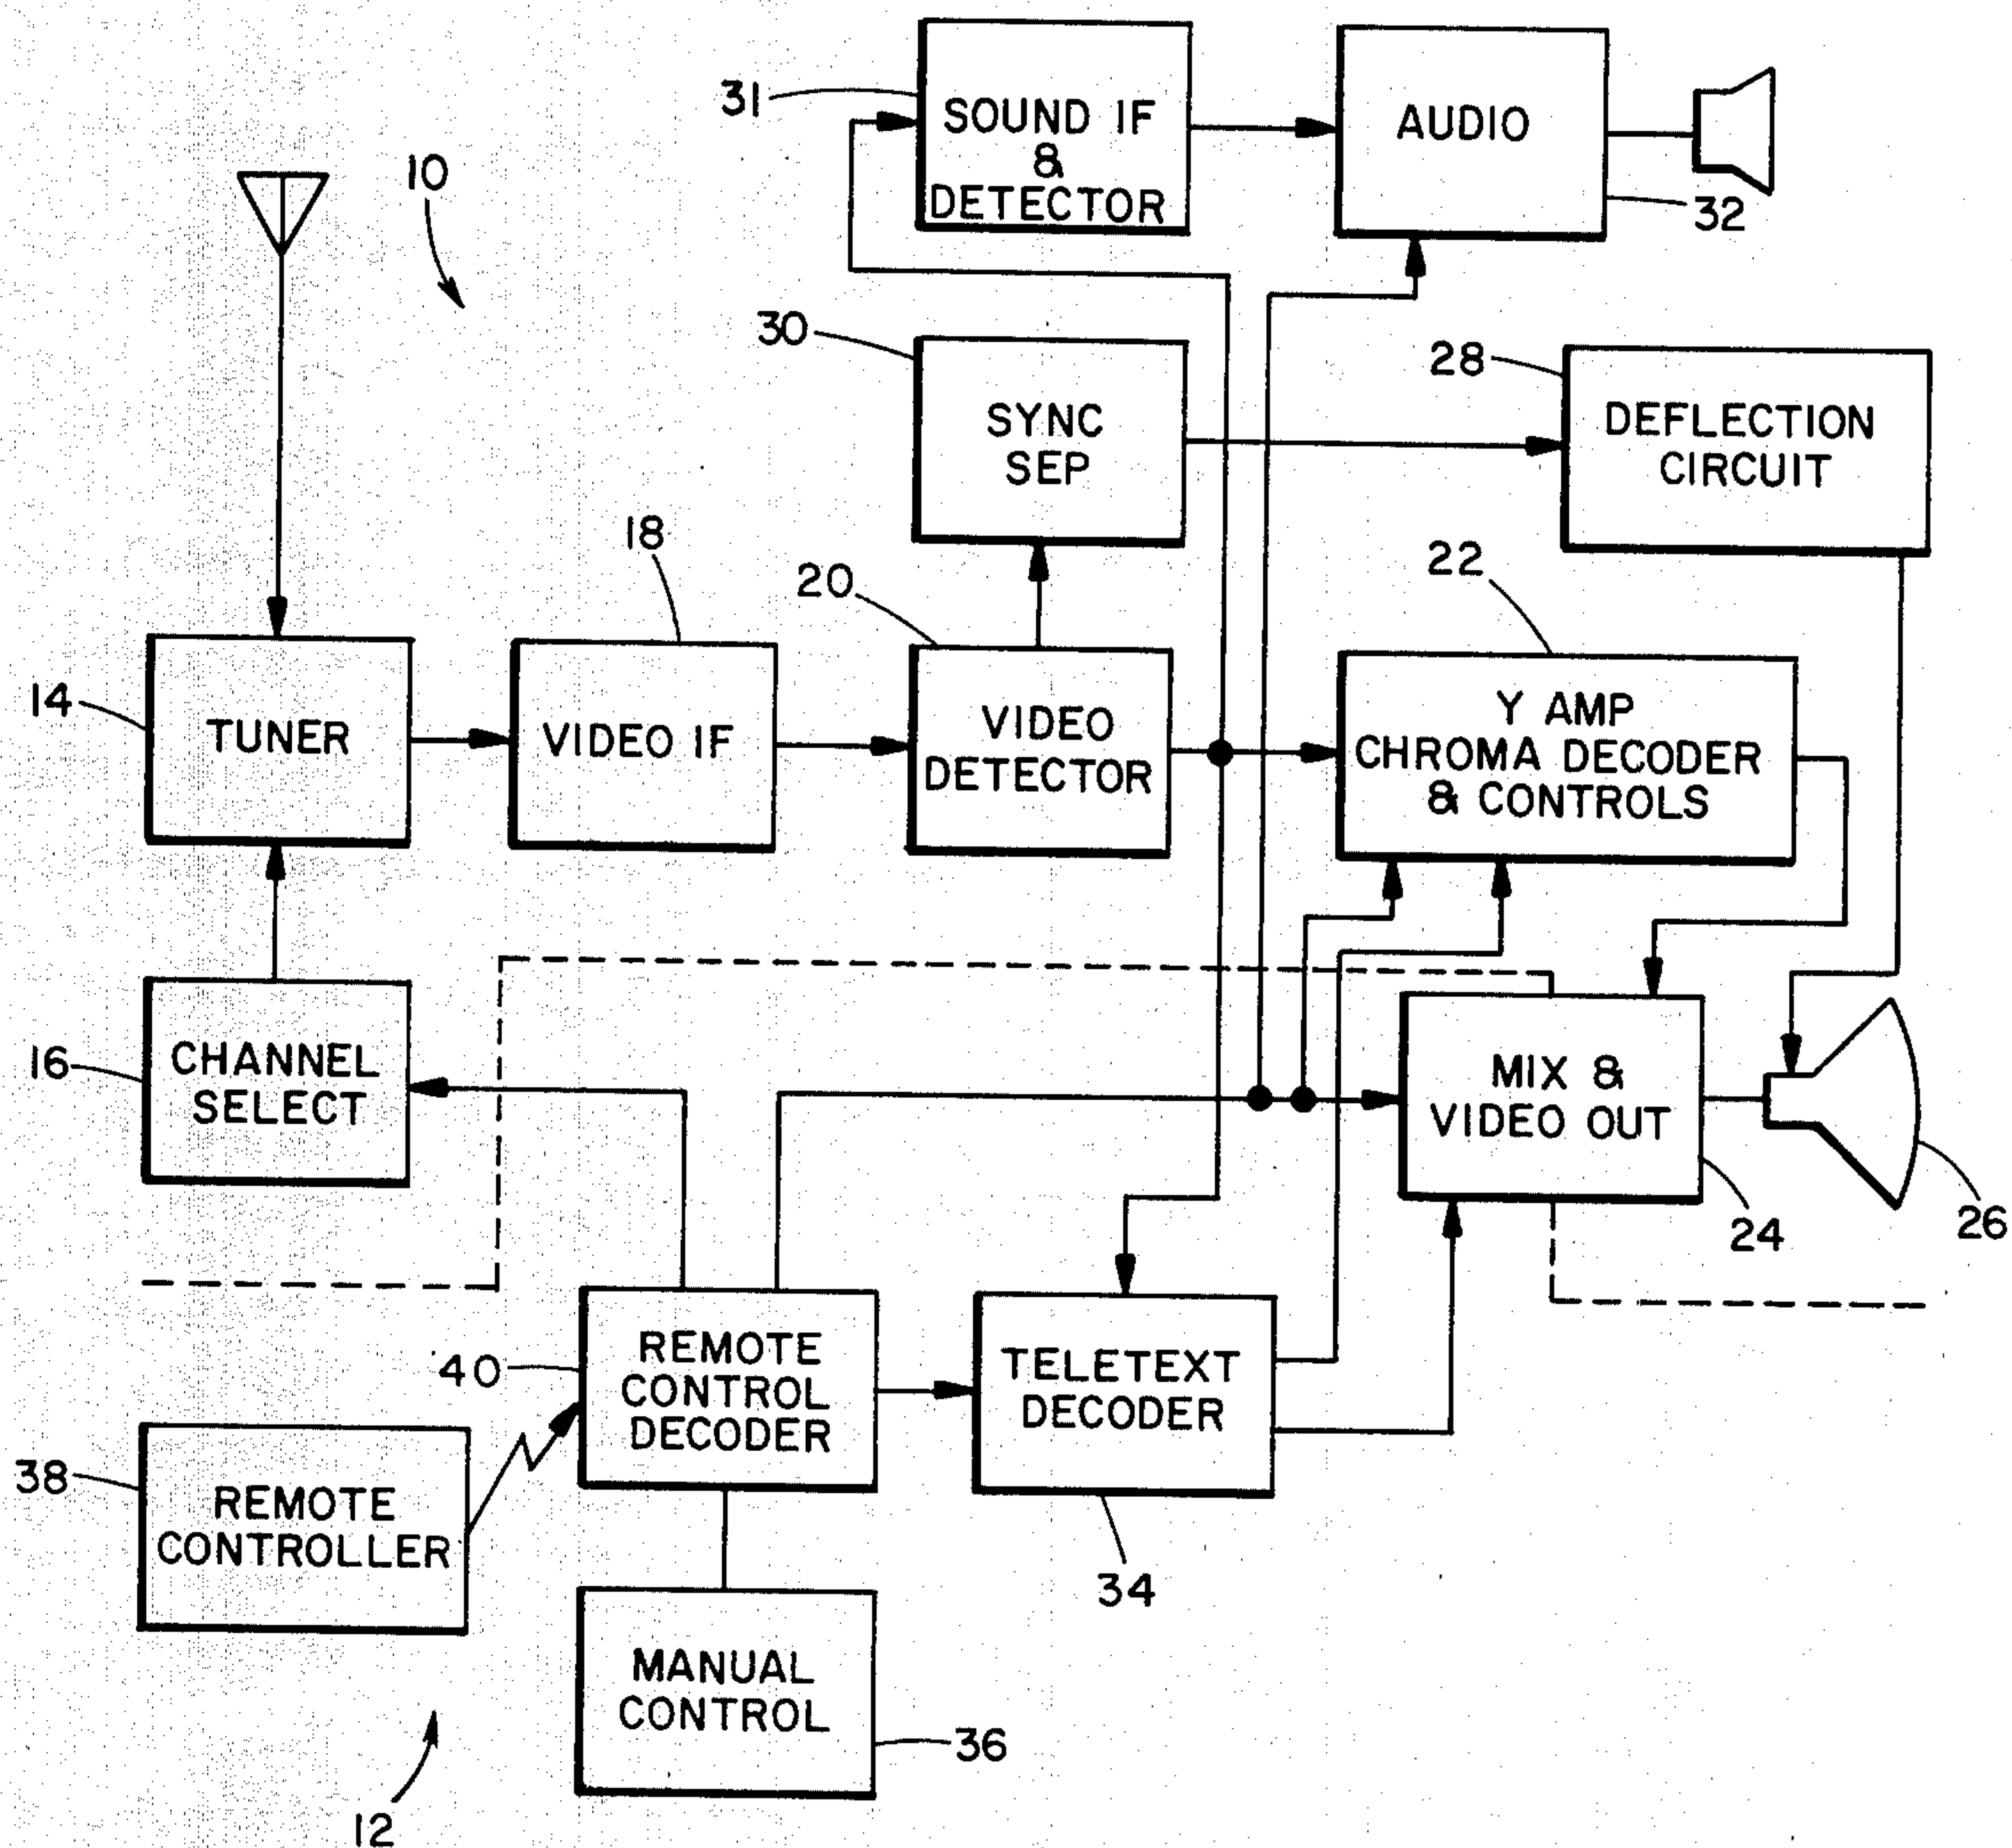 31
SOUND IF
&
DETECTOR
AUDIO
32
10
30
SYNC
SEP
28
DEFLECTION
CIRCUIT
18
20
22
14
TUNER
VIDEO IF
VIDEO
DETECTOR
Y AMP
CHROMA DECODER
& CONTROLS
16
CHANNEL
SELECT
MIX &
VIDEO OUT
24
26
40
REMOTE
CONTROL
DECODER
TELETEXT
DECODER
34
38
REMOTE
CONTROLLER
MANUAL
CONTROL
36
12